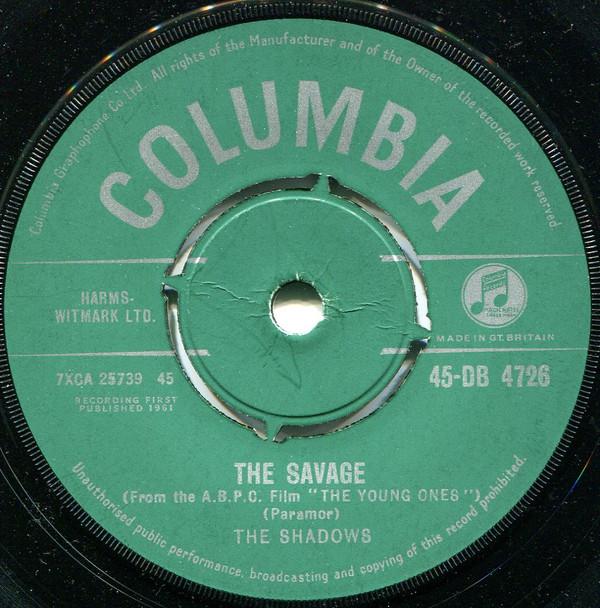 Columbia Graphophone Co Ltd. All rights of the Manufacturer and of the Owner of the recorded work reserved.
COLUMBIA
HARMS-
WITMARK LTD.
MADE IN GT. BRITAIN
7XCA 25739 45
45-DB 4726
RECORDING FIRST
PUBLISHED 1961
THE SAVAGE
(From the A.B.P.C. Film "THE YOUNG ONES")
(Paramor)
THE SHADOWS
Unauthorised public performance, broadcasting and copying of this record prohibited.